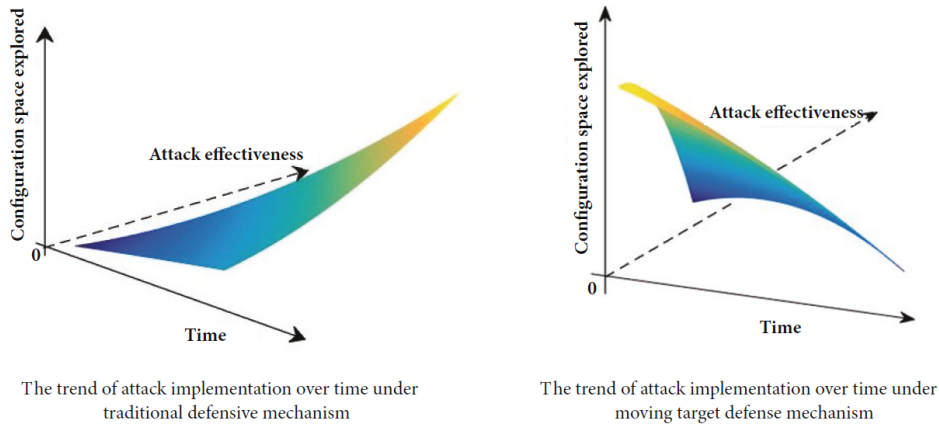 Configuration space explored
Attack effectiveness
0
Time
The trend of attack implementation over time under
traditional defensive mechanism
Configuration space explored
Attack effectiveness
0
Time
The trend of attack implementation over time under
moving target defense mechanism